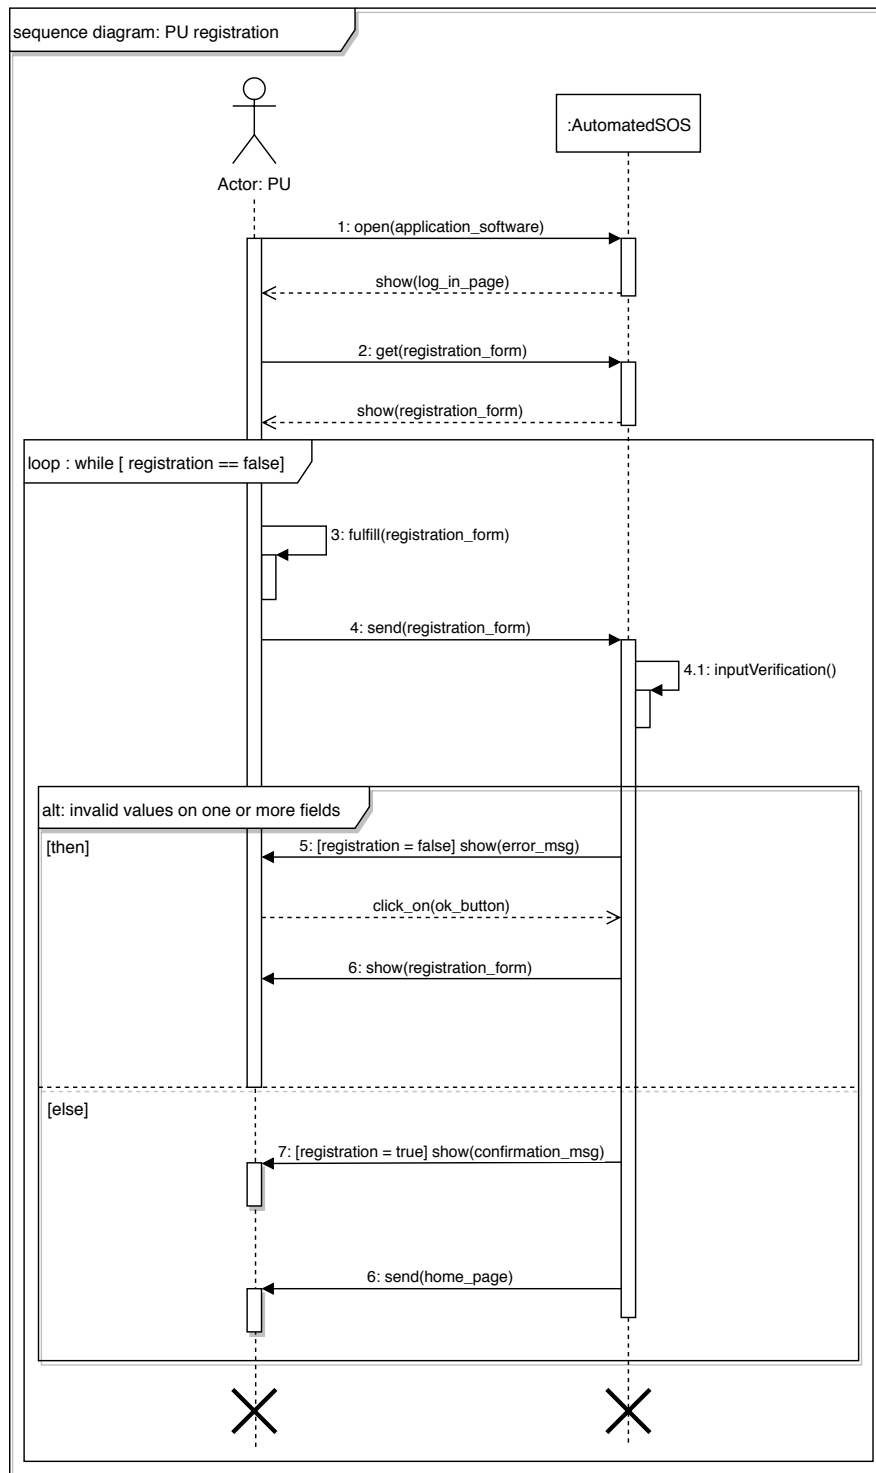 sequence diagram: PU registration
:AutomatedSOS
Actor: PU
1: open(application_software)
show(log_in_page)
2: get(registration_form)
show(registration_form)
loop : while [ registration == false]
3: fulfill(registration_form)
4: send(registration_form)
4.1: inputVerification()
alt: invalid values on one or more fields
[then]
5: [registration = false] show(error_msg)
click_on(ok_button)
6: show(registration_form)
[else]
7: [registration = true] show(confirmation_msg)
6: send(home_page)